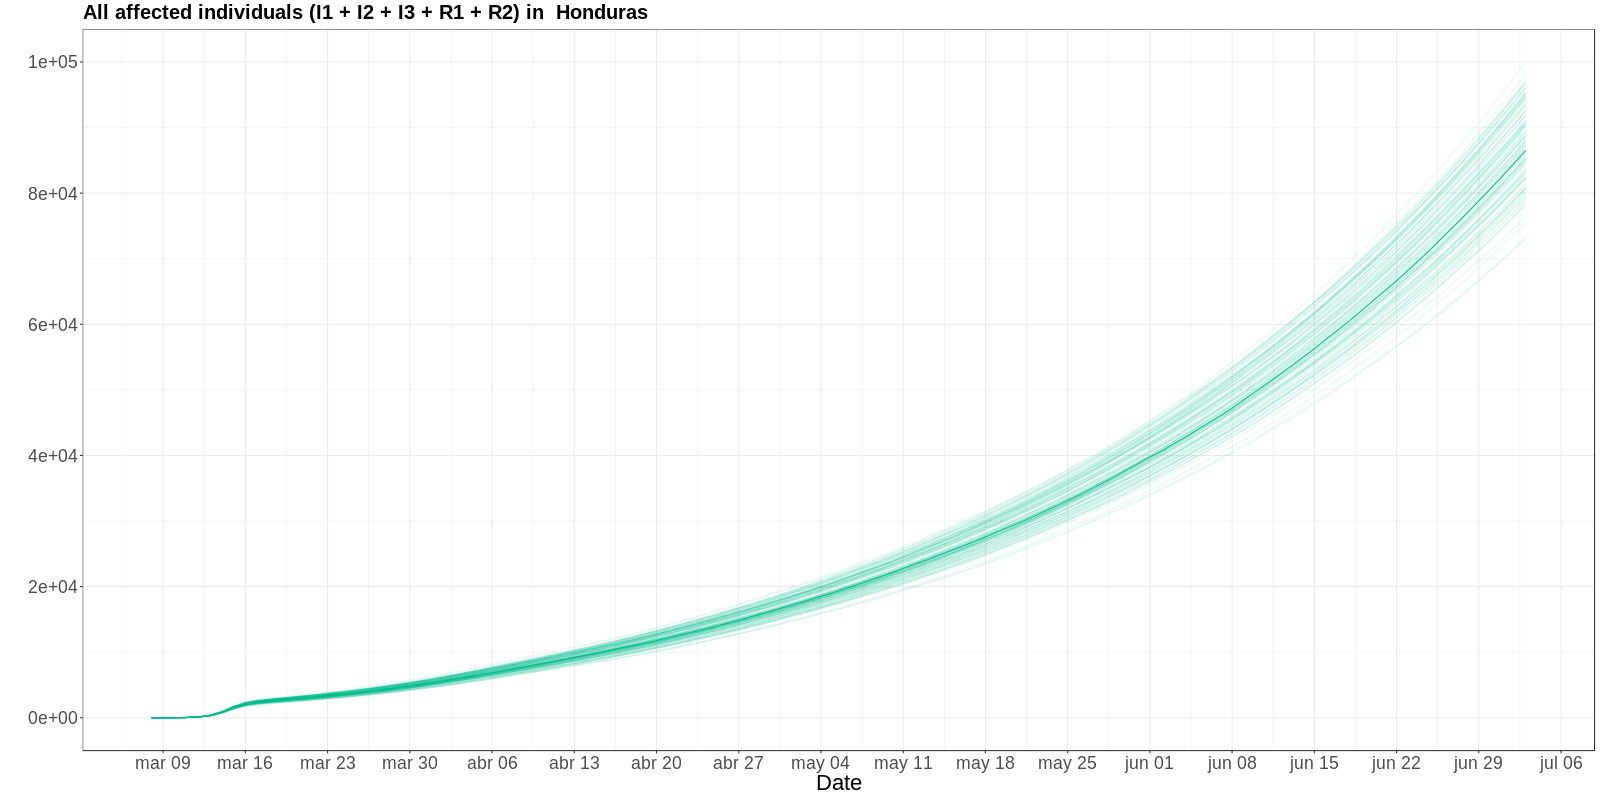 All affected individuals (I1 + I2 + I3 + R1 + R2) in  Honduras
1e+05
8e+04
6e+04
4e+04
2e+04
0e+00
mar 09 mar 16 mar 23 mar 30 abr 06 abr 13 abr 20 abr 27 may 04 may 11 may 18 may 25 jun 01 jun 08 jun 15 jun 22 jun 29 jul 06
Date